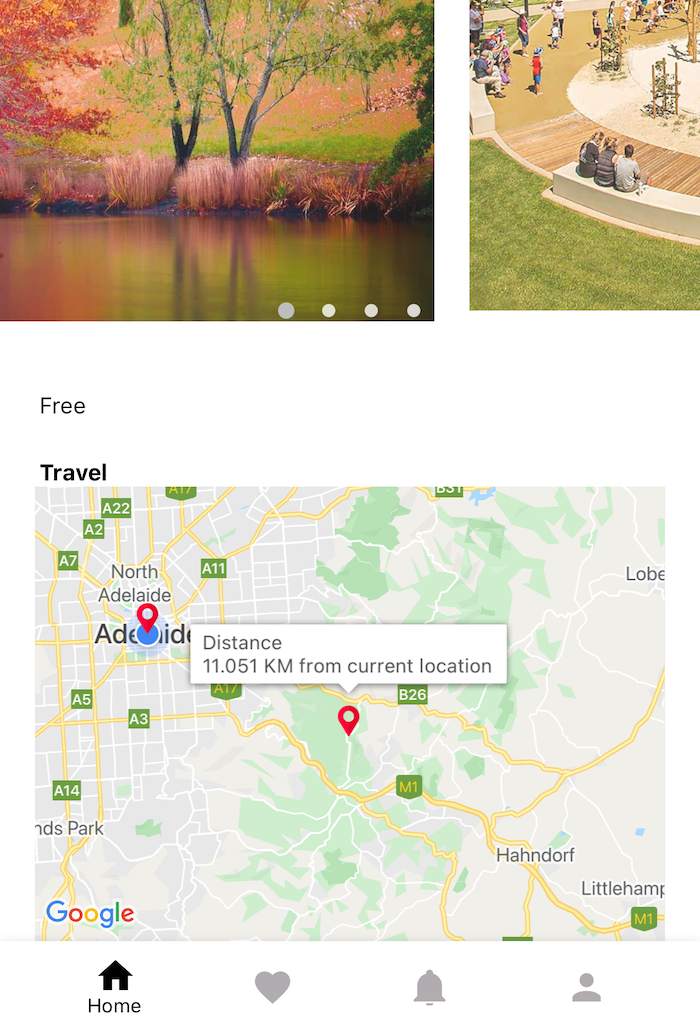 Free
Travel
A17
B31
A22
A2
A7
A11
North
Adelaide
Lobe
Adelaide
Distance
11.051 KM from current location
A17
B26
A5
A3
M1
A14
nds Park
Hahndorf
Littlehamp
Google
M1
Home